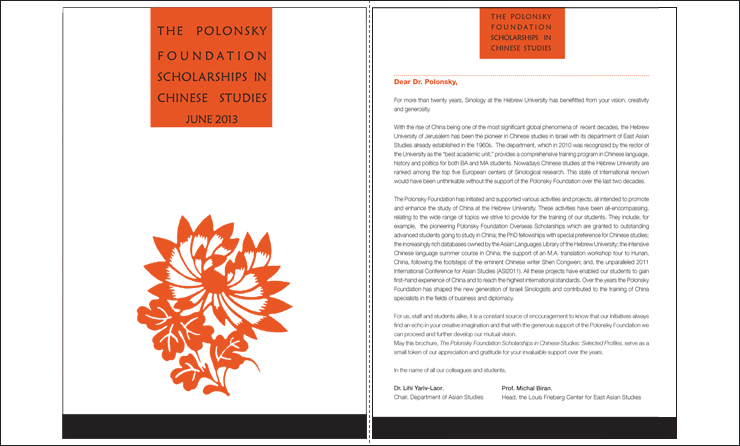 THE POLONSKY
FOUNDATION
SCHOLARSHIPS IN
CHINESE STUDIES
JUNE 2013
THE POLONSKY
FOUNDATION
SCHOLARSHIPS IN
CHINESE STUDIES
Dear Dr. Polonsky,
For more than twenty years, Sinology at the Hebrew University has benefitted from your vision, creativity
and generosity.
With the rise of China being one of the most significant global phenomena of recent decades, the Hebrew
University of Jerusalem has been the pioneer in Chinese studies in Israel with its department of East Asian
Studies already established in the 1960s. The department, which in 2010 was recognized by the rector of
the University as the "best academic unit," provides a comprehensive training program in Chinese language,
history and politics for both BA and MA students. Nowadays Chinese studies at the Hebrew University are
ranked among the top five European centers of Sinological research. This state of international renown
would have been unthinkable without the support of the Polonsky Foundation over the last two decades.
The Polonsky Foundation has initiated and supported various activities and projects, all intended to promote
and enhance the study of China at the Hebrew University. These activities have been all-encompassing,
relating to the wide range of topics we strive to provide for the training of our students. They include, for
example, the pioneering Polonsky Foundation Overseas Scholarships which are granted to outstanding
advanced students going to study in China; the PhD fellowships with special preference for Chinese studies;
the increasingly rich databases owned by the Asian Languages Library of the Hebrew University; the intensive
Chinese language summer course in China; the support of an M.A. translation workshop tour to Hunan,
China, following the footsteps of the eminent Chinese writer Shen Congwen; and, the unparalleled 2011
International Conference for Asian Studies (ASI2011). All these projects have enabled our students to gain
first-hand experience of China and to reach the highest international standards. Over the years the Polonsky
Foundation has shaped the new generation of Israeli Sinologists and contributed to the training of China
specialists in the fields of business and diplomacy.
For us, staff and students alike, it is a constant source of encouragement to know that our initiatives always
find an echo in your creative imagination and that with the generous support of the Polonsky Foundation we
can proceed and further develop our mutual vision.
May this brochure, The Polonsky Foundation Scholarships in Chinese Studies: Selected Profiles, serve as a
small token of our appreciation and gratitude for your invaluable support over the years.
In the name of all our colleagues and students,
Dr. Lihi Yariv-Laor, Prof. Michal Biran,
Chair, Department of Asian Studies Head, the Louis Frieberg Center for East Asian Studies